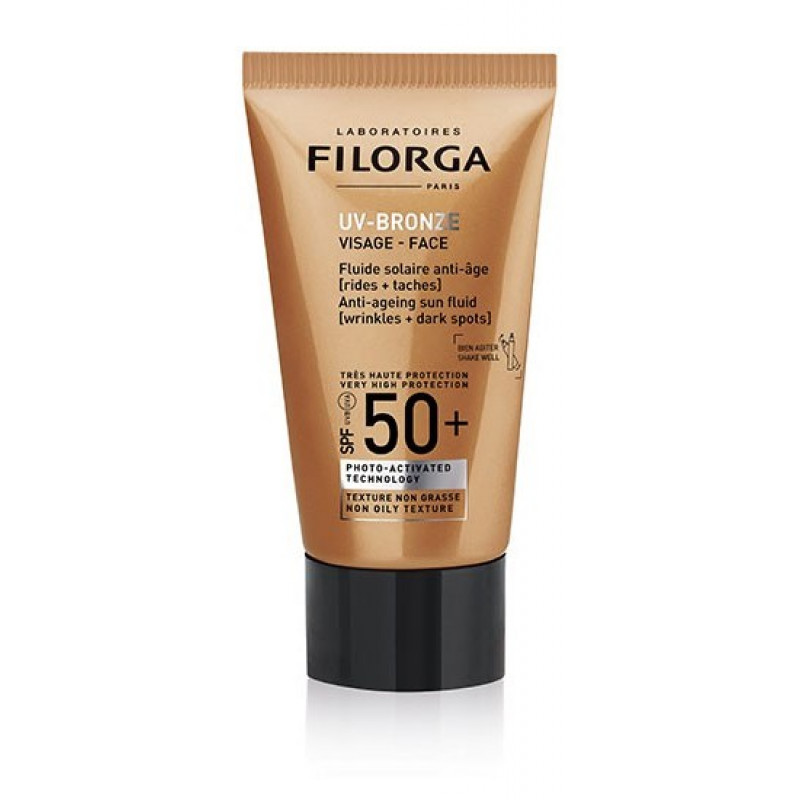 LABORATOIRES
FILORGA
PARIS
UV-BRONZE
VISAGE - FACE
Fluide solaire anti-âge
[rides + taches]
Anti-ageing sun fluid
[wrinkles + dark spots]
BIEN AGITER
SHAKE WELL
TRÈS HAUTE PROTECTION
VERY HIGH PROTECTION
SPF UVB UVA 50+
PHOTO-ACTIVATED
TECHNOLOGY
TEXTURE NON GRASSE
NON OILY TEXTURE